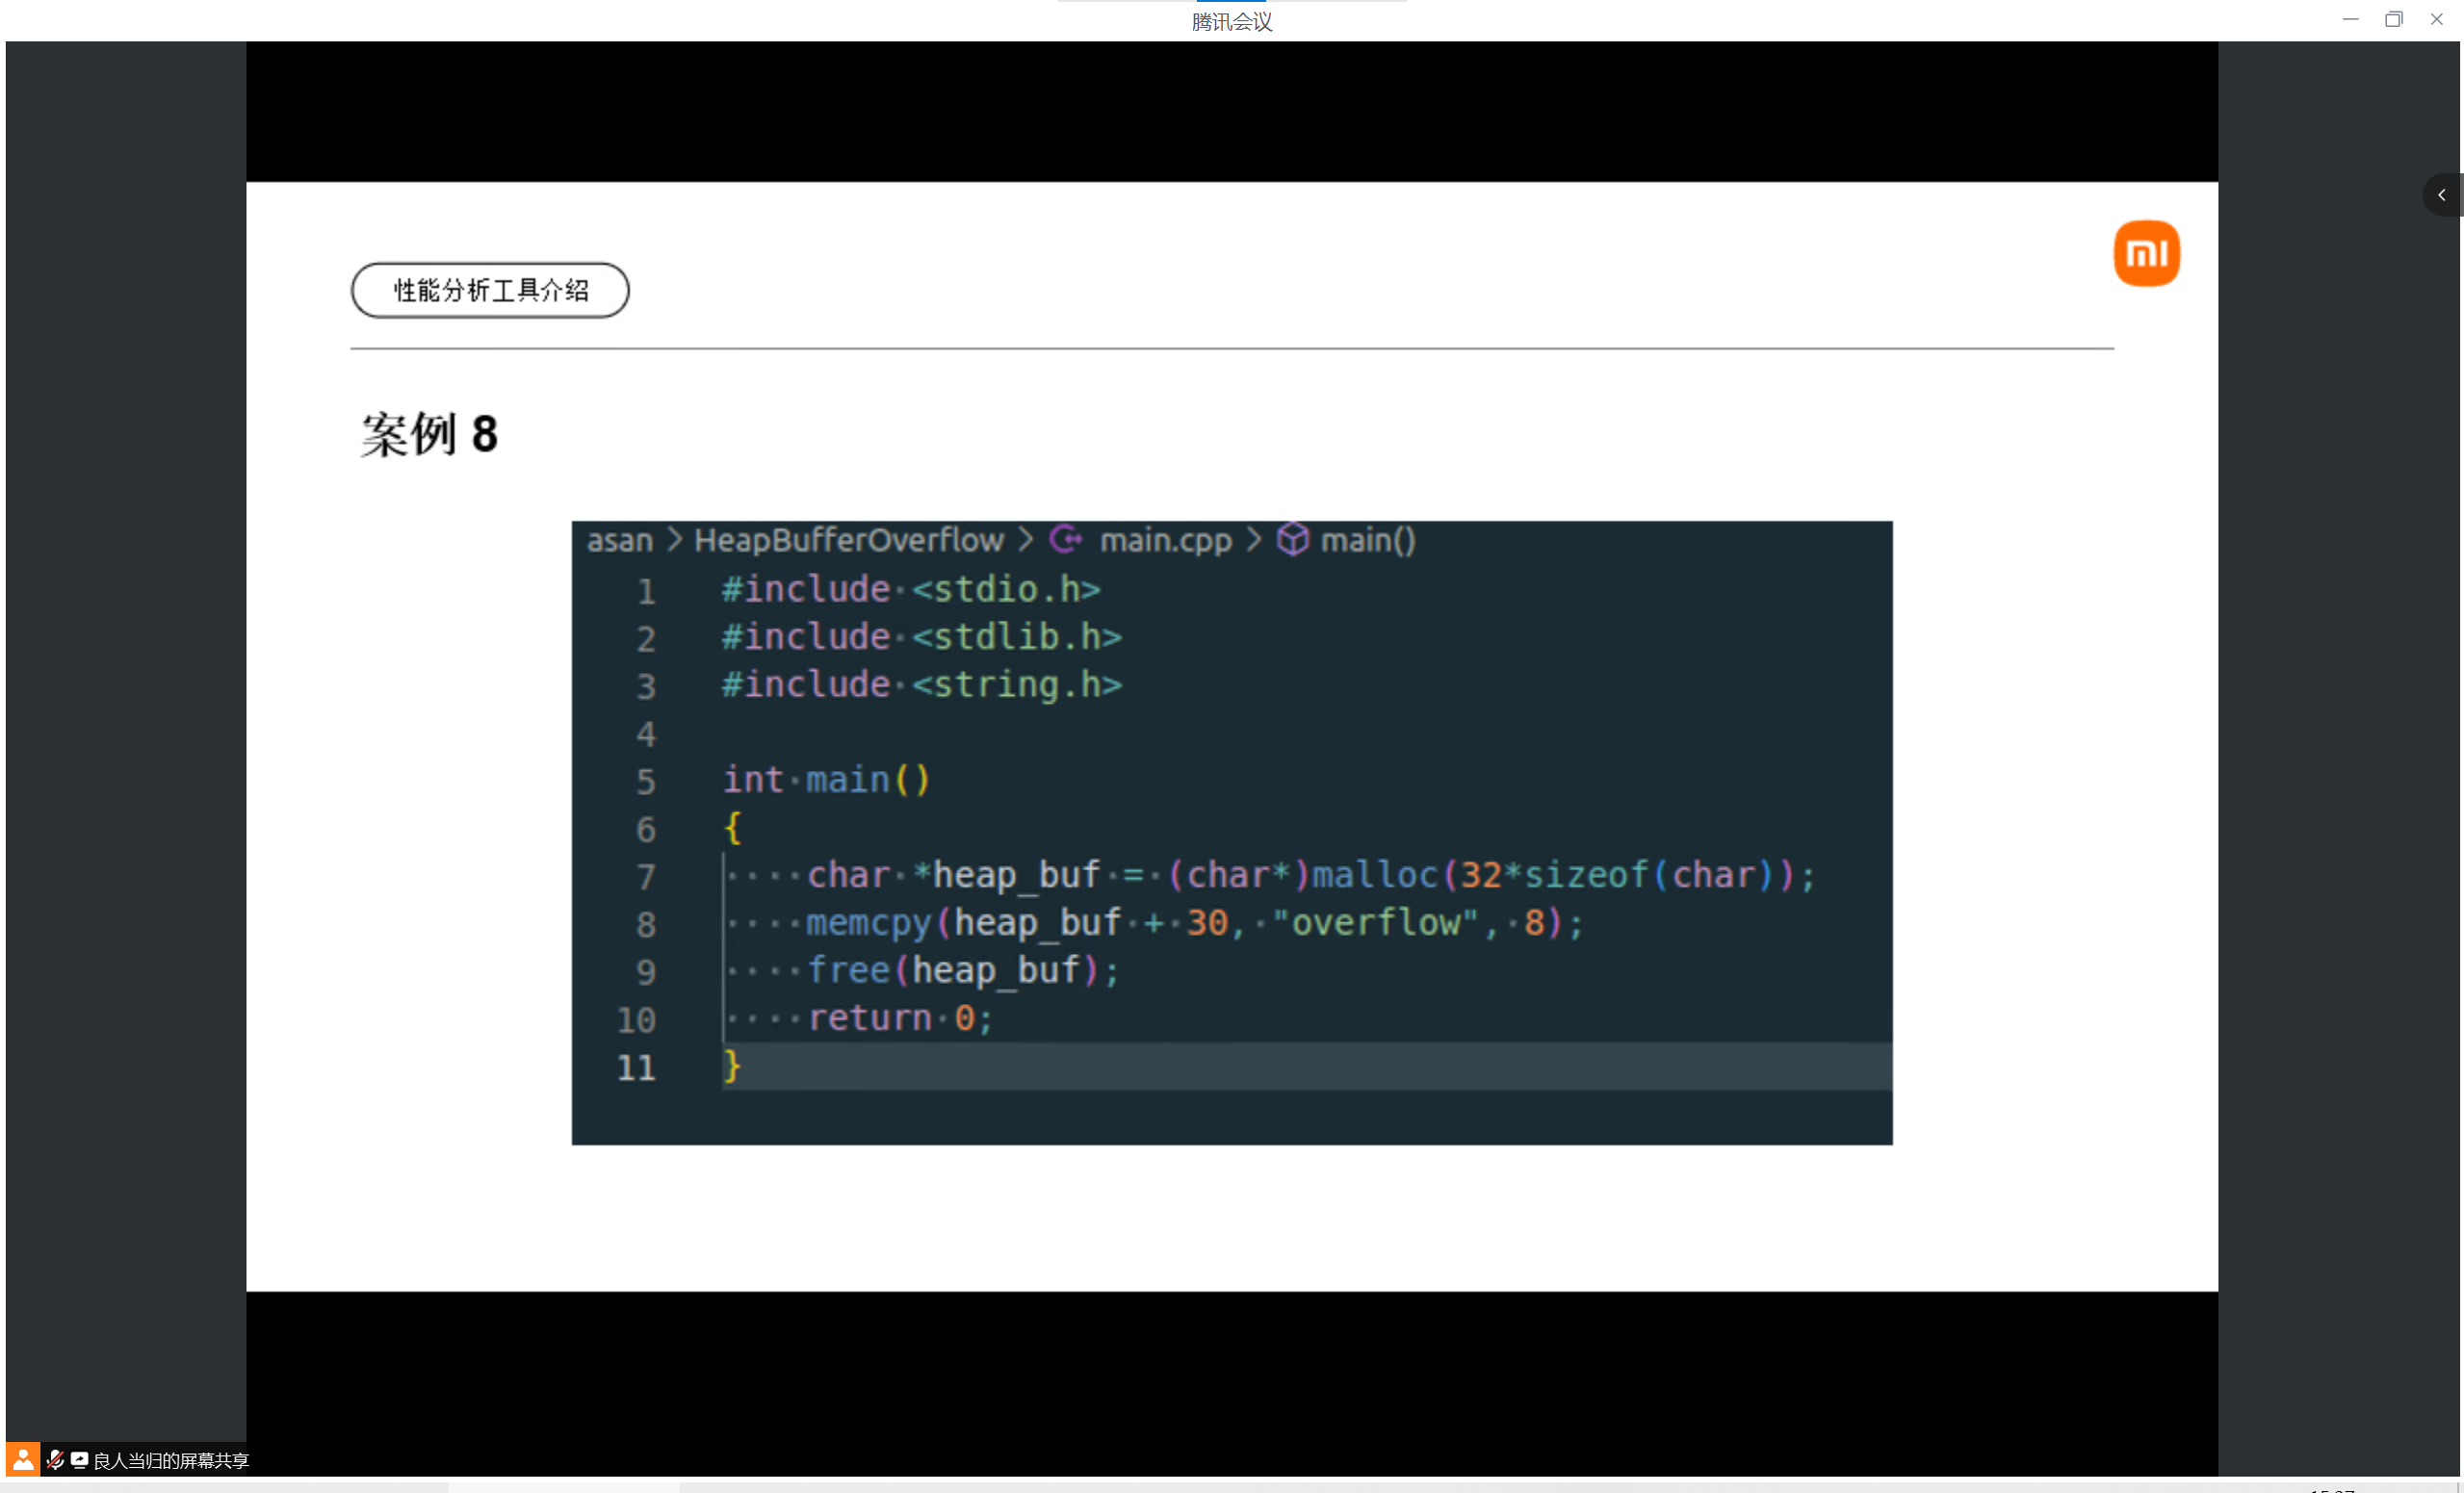 腾讯会议
性能分析工具介绍
案例 8
asan > HeapBufferOverflow > main.cpp > main()
1 #include <stdio.h>
2 #include <stdlib.h>
3 #include <string.h>
4
5 int main()
6 {
7 char *heap_buf = (char*)malloc(32*sizeof(char));
8 memcpy(heap_buf + 30, "overflow", 8);
9 free(heap_buf);
10 return 0;
11 }
良人当归的屏幕共享